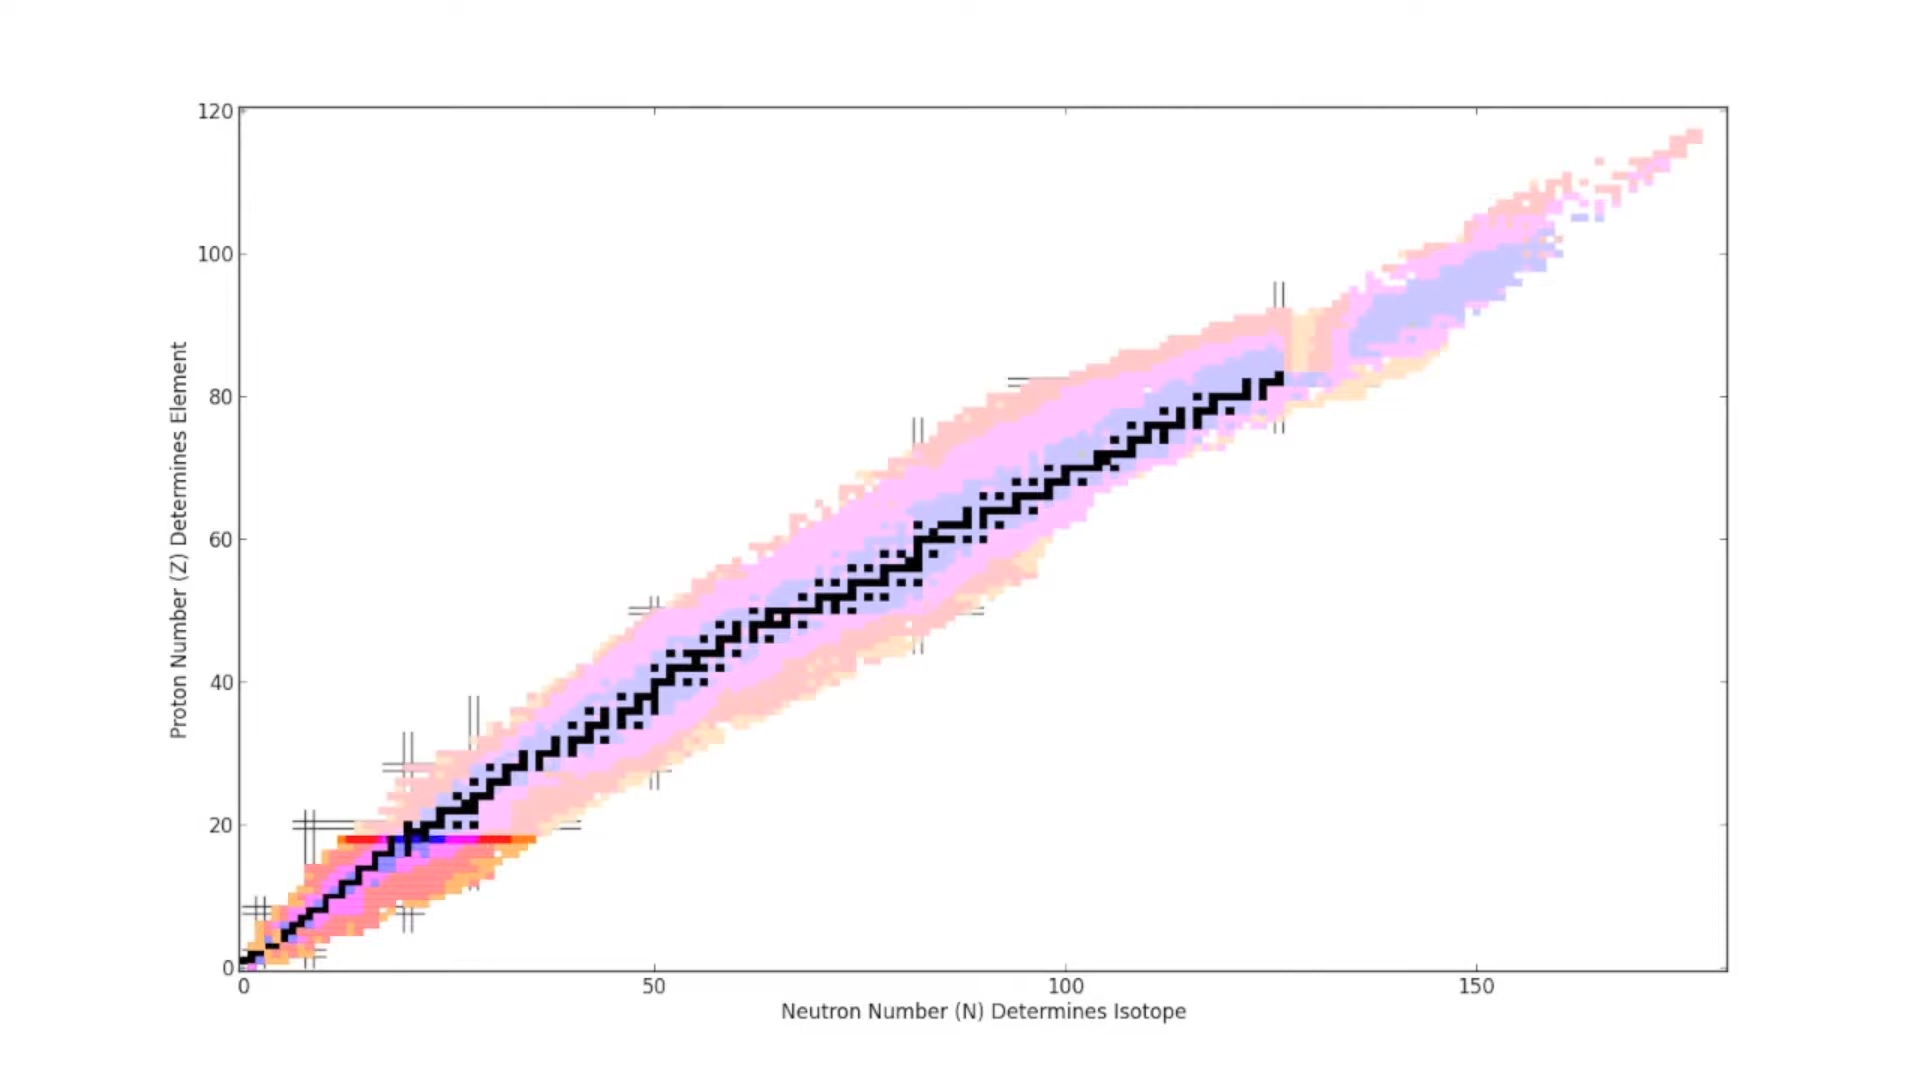 120
100
80
60
40
20
0
Proton Number (Z) Determines Element
0 50 100 150
Neutron Number (N) Determines Isotope